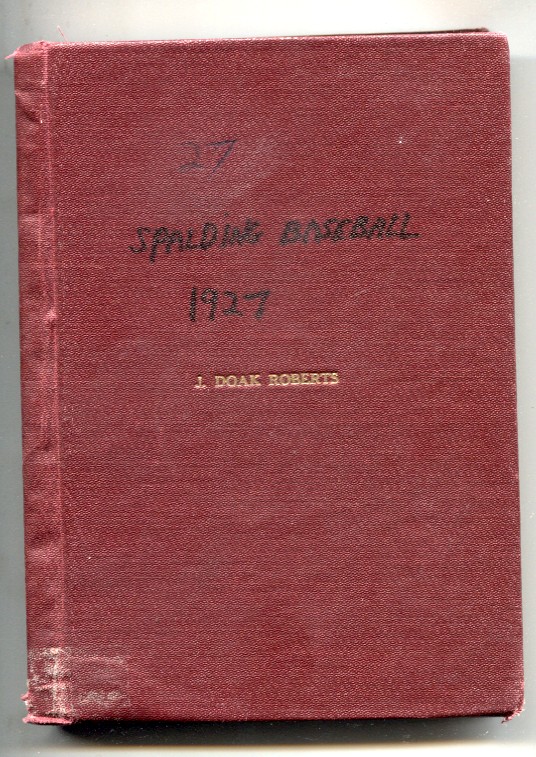 27
SPALDING BASEBALL
1927
J. DOAK ROBERTS